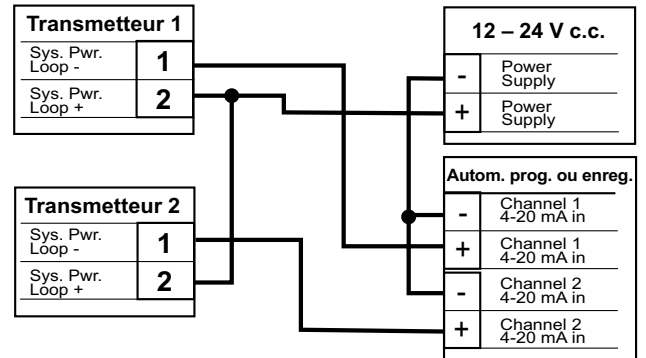 Transmetteur 1
Sys. Pwr.
Loop -
1
Sys. Pwr.
Loop +
2
12 – 24 V c.c.
-
Power
Supply
+
Power
Supply
Transmetteur 2
Sys. Pwr.
Loop -
1
Sys. Pwr.
Loop +
2
Autom. prog. ou enreg.
-
Channel 1
4-20 mA in
+
Channel 1
4-20 mA in
-
Channel 2
4-20 mA in
+
Channel 2
4-20 mA in